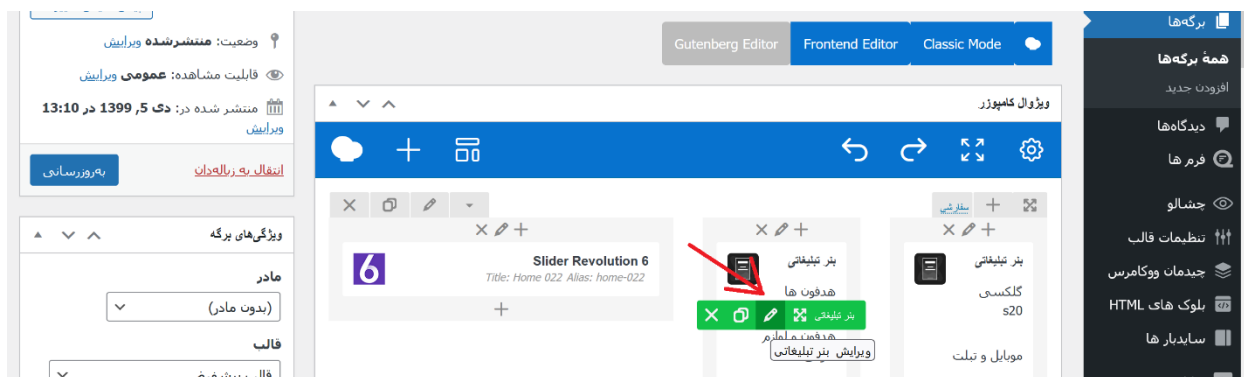 برگه‌ها
همهٔ برگه‌ها
افزودن جدید
دیدگاه‌ها
فرم ها
چشالو
تنظیمات قالب
چیدمان ووکامرس
بلوک های HTML
سایدبار ها
Gutenberg Editor
Frontend Editor
Classic Mode
ویژوال کامپوزر
سفارشی
بنر تبلیغاتی
گلکسی
s20
موبایل و تبلت
بنر تبلیغاتی
هدفون ها
بنر تبلیغاتی
هدفون و لوازم
ویرایش بنر تبلیغاتی
Slider Revolution 6
Title: Home 022 Alias: home-022
6
وضعیت: منتشرشده ویرایش
قابلیت مشاهده: عمومی ویرایش
منتشر شده در: دی 5, 1399 در 13:10
ویرایش
انتقال به زباله‌دان
به‌روزرسانی
ویژگی‌های برگه
مادر
(بدون مادر)
قالب